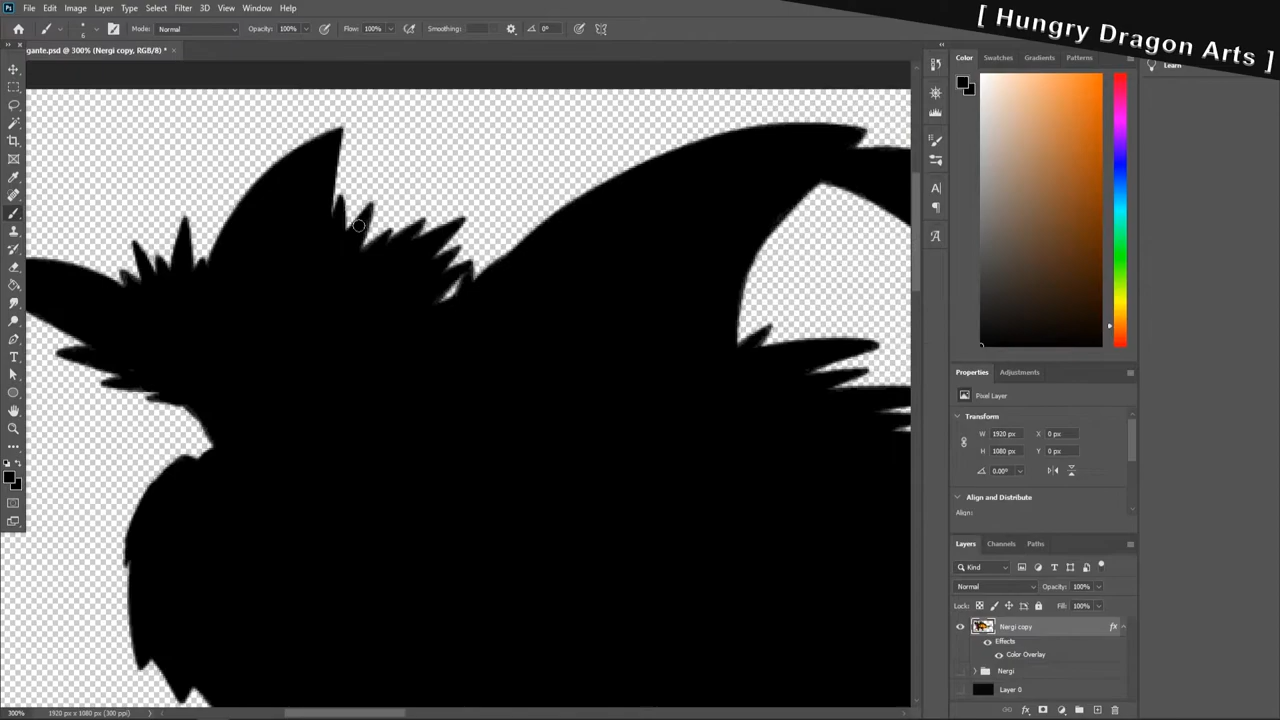 File Edit Image Layer Type Select Filter 3D View Window Help
[ Hungry Dragon Arts ]
Mode: Normal Opacity: 100% Flow: 100% Smoothing: 0°
6
gante.psd @ 300% (Nergi copy, RGB/8) * ×
Color Swatches Gradients Patterns
Learn
Properties Adjustments
Pixel Layer
Transform
W 1920 px X 0 px
H 1080 px Y 0 px
0.00°
Align and Distribute
Align:
Layers Channels Paths
Kind
Normal Opacity: 100%
Lock: Fill: 100%
Nergi copy fx
Effects
Color Overlay
Nergi
Layer 0
300% 1920 px x 1080 px (300 ppi)
fx